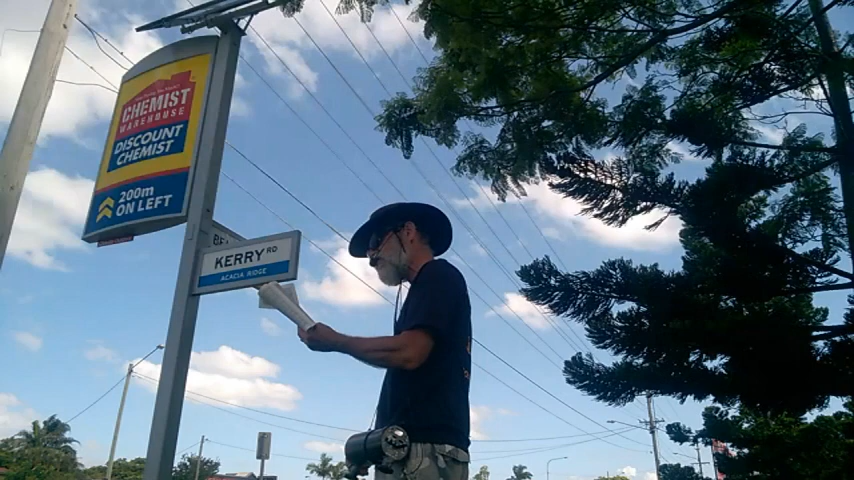 CHEMIST
WAREHOUSE
DISCOUNT
CHEMIST
200m
ON LEFT
KERRY RD
ACACIA RIDGE